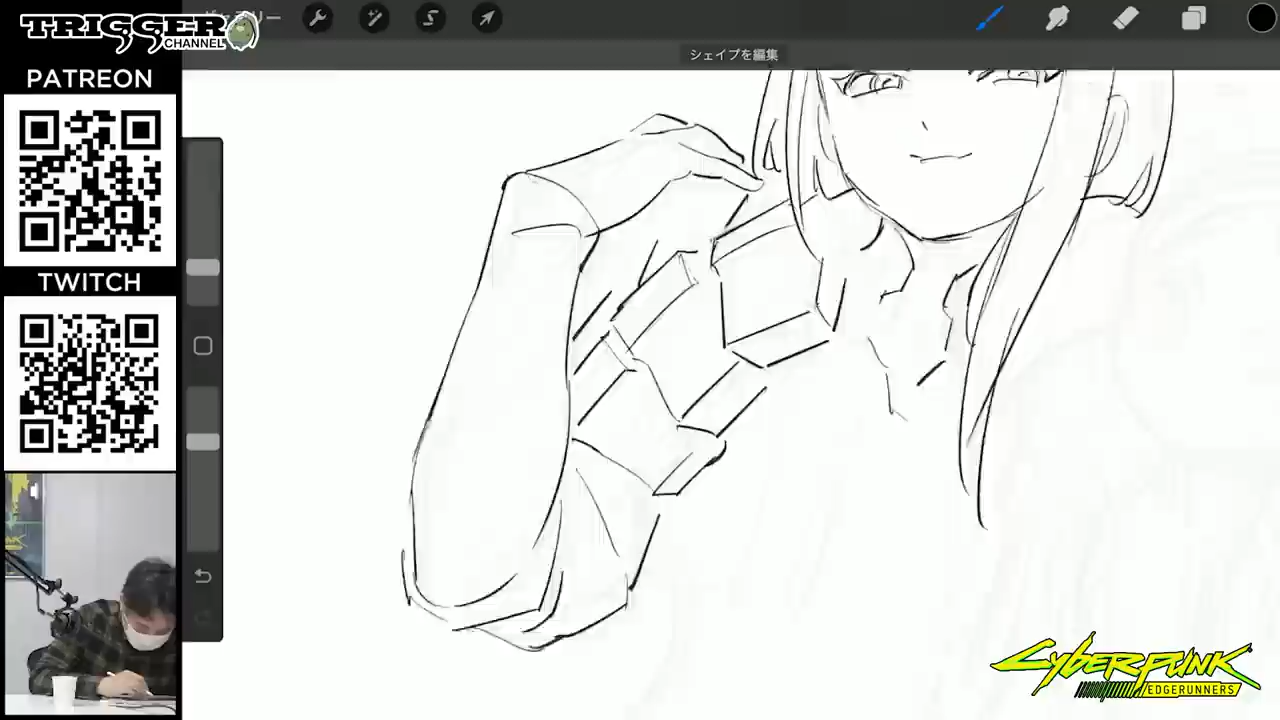 TRIGGER
CHANNEL
シェイプを編集
PATREON
TWITCH
CYBERPUNK
EDGERUNNERS